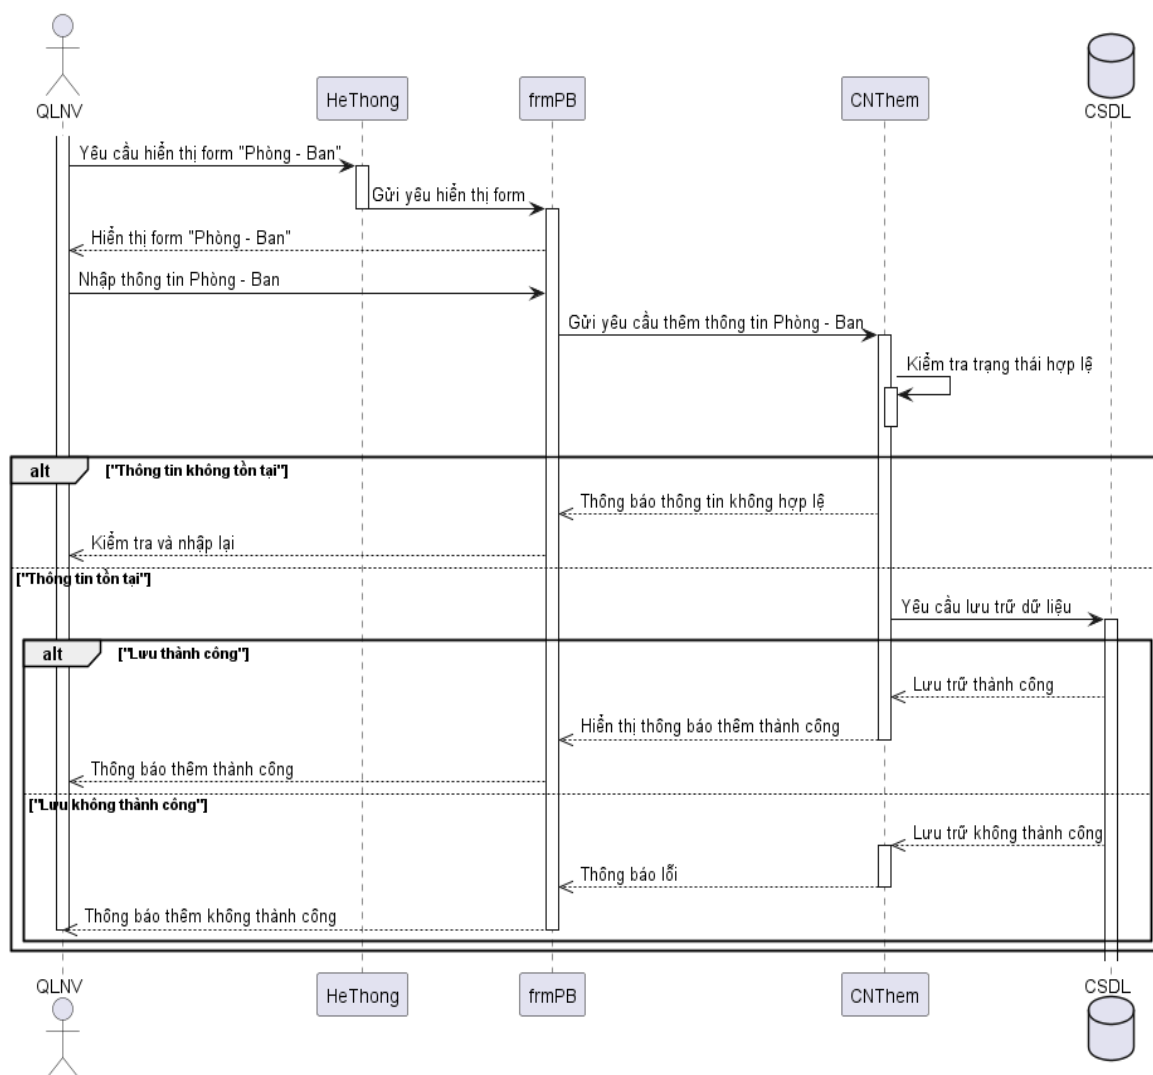 QLNV
HeThong
frmPB
CNThem
CSDL
Yêu cầu hiển thị form "Phòng - Ban"
Gửi yêu hiển thị form
Hiển thị form "Phòng - Ban"
Nhập thông tin Phòng - Ban
Gửi yêu cầu thêm thông tin Phòng - Ban
Kiểm tra trạng thái hợp lệ
alt ["Thông tin không tồn tại"]
Thông báo thông tin không hợp lệ
Kiểm tra và nhập lại
["Thông tin tồn tại"]
Yêu cầu lưu trữ dữ liệu
alt ["Lưu thành công"]
Lưu trữ thành công
Hiển thị thông báo thêm thành công
Thông báo thêm thành công
["Lưu không thành công"]
Lưu trữ không thành công
Thông báo lỗi
Thông báo thêm không thành công
QLNV
HeThong
frmPB
CNThem
CSDL